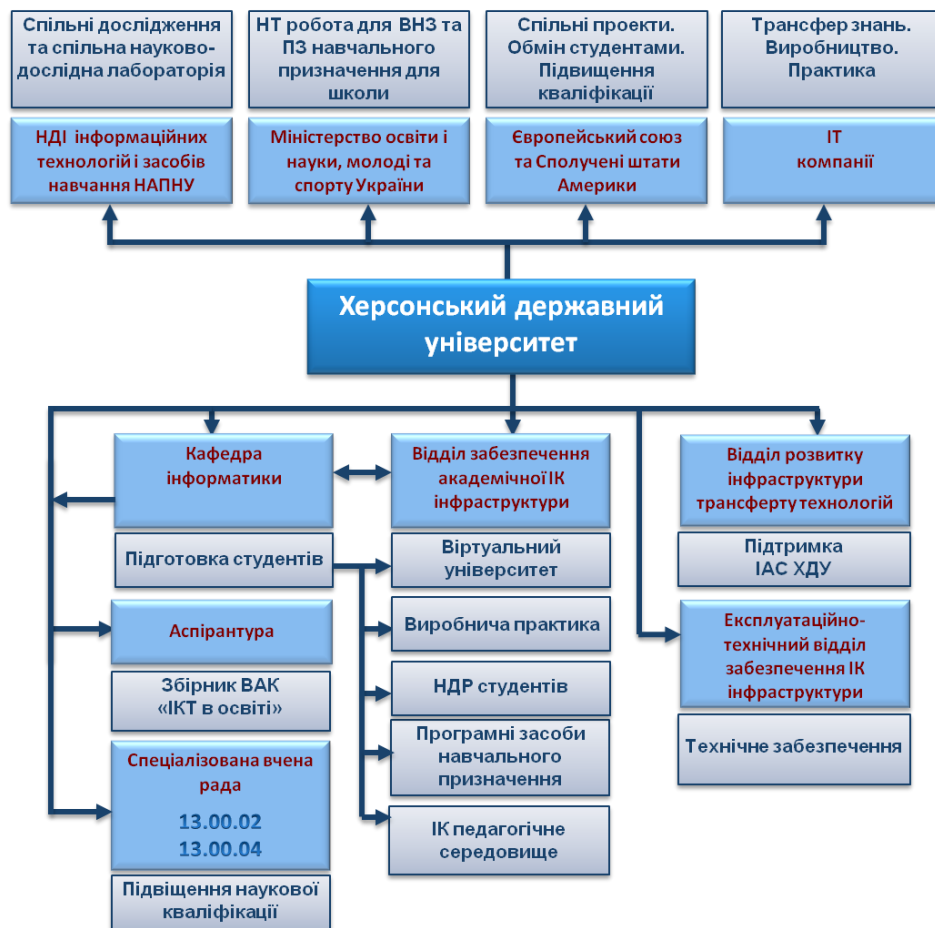 Спільні дослідження
та спільна науково-
дослідна лабораторія
НТ робота для ВНЗ та
ПЗ навчального
призначення для
школи
Спільні проекти.
Обмін студентами.
Підвищення
кваліфікації
Трансфер знань.
Виробництво.
Практика
НДІ інформаційних
технологій і засобів
навчання НАПНУ
Міністерство освіти і
науки, молоді та
спорту України
Європейський союз
та Сполучені штати
Америки
ІТ
компанії
Херсонський державний
університет
Кафедра
інформатики
Відділ забезпечення
академічної ІК
інфраструктури
Відділ розвитку
інфраструктури
трансферту технологій
Підготовка студентів
Віртуальний
університет
Підтримка
ІАС ХДУ
Аспірантура
Виробнича практика
Експлуатаційно-
технічний відділ
забезпечення ІК
інфраструктури
Збірник ВАК
«ІКТ в освіті»
НДР студентів
Програмні засоби
навчального
призначення
Технічне забезпечення
Спеціалізована вчена
рада
13.00.02
13.00.04
ІК педагогічне
середовище
Підвіщення наукової
кваліфікації